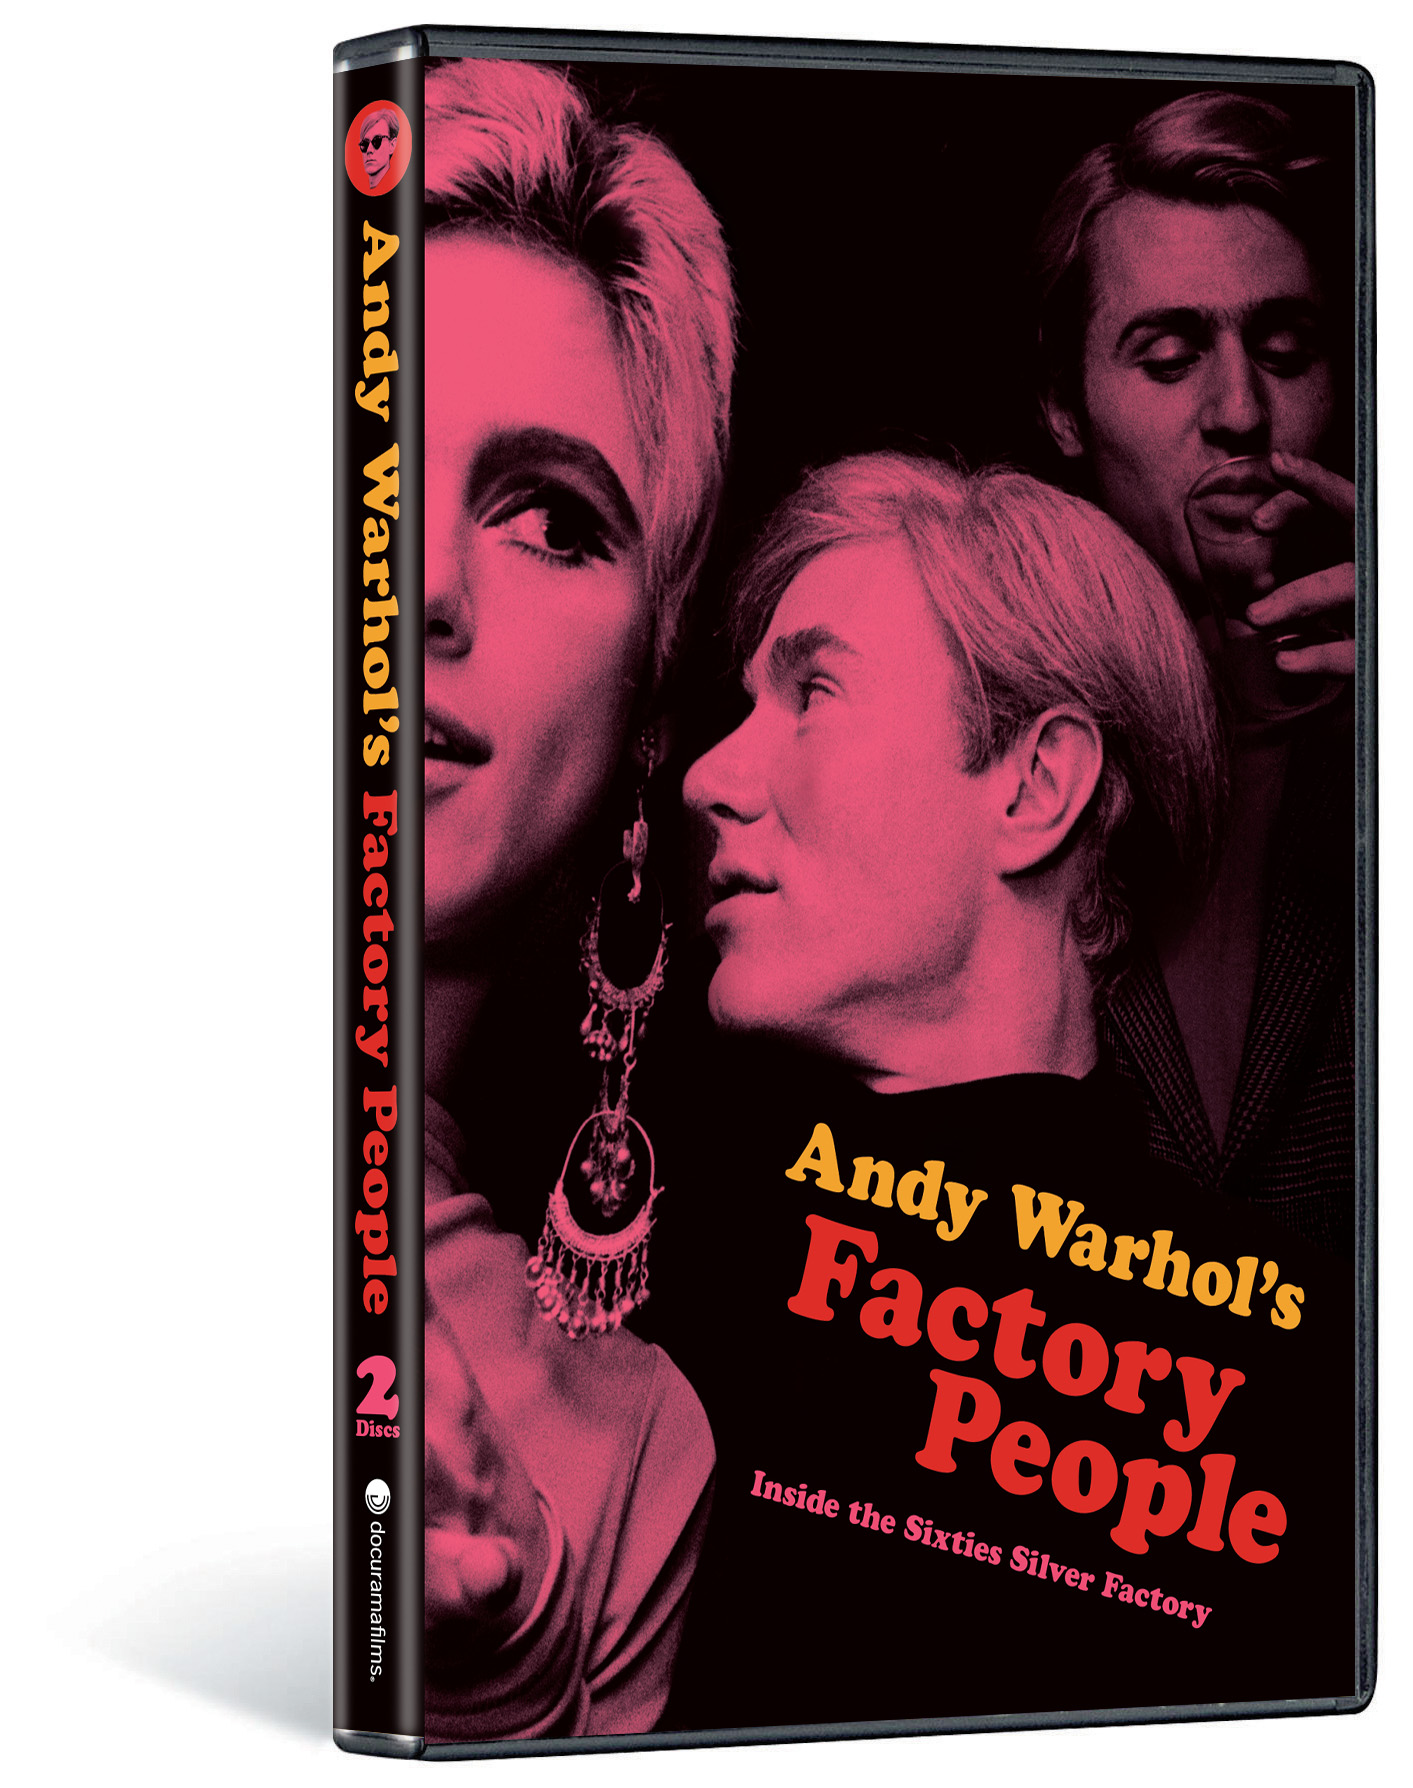 Andy Warhol's Factory People
2
Discs
docuramafilms.
Andy Warhol's
Factory
People
Inside the Sixties Silver Factory